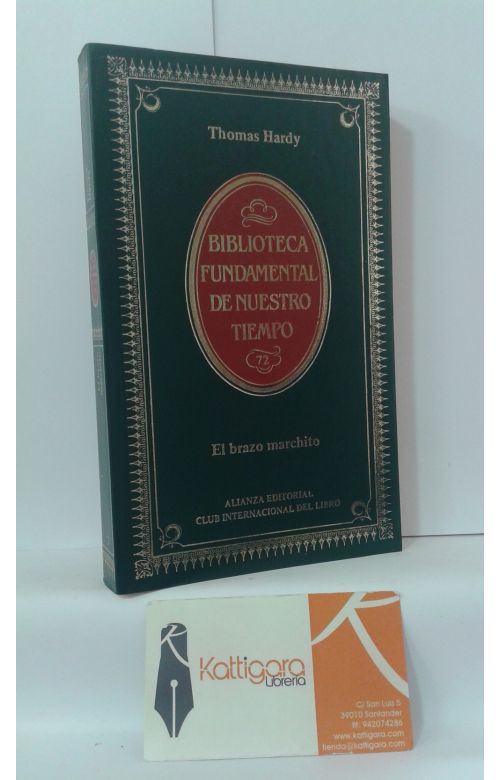 Thomas Hardy
BIBLIOTECA
FUNDAMENTAL
DE NUESTRO
TIEMPO
72
El brazo marchito
ALIANZA EDITORIAL
CLUB INTERNACIONAL DEL LIBRO
Kattigara
Librería
C/ San Luis 5
39010 Santander
tf: 942074286
www.kattigara.com
tienda@kattigara.com